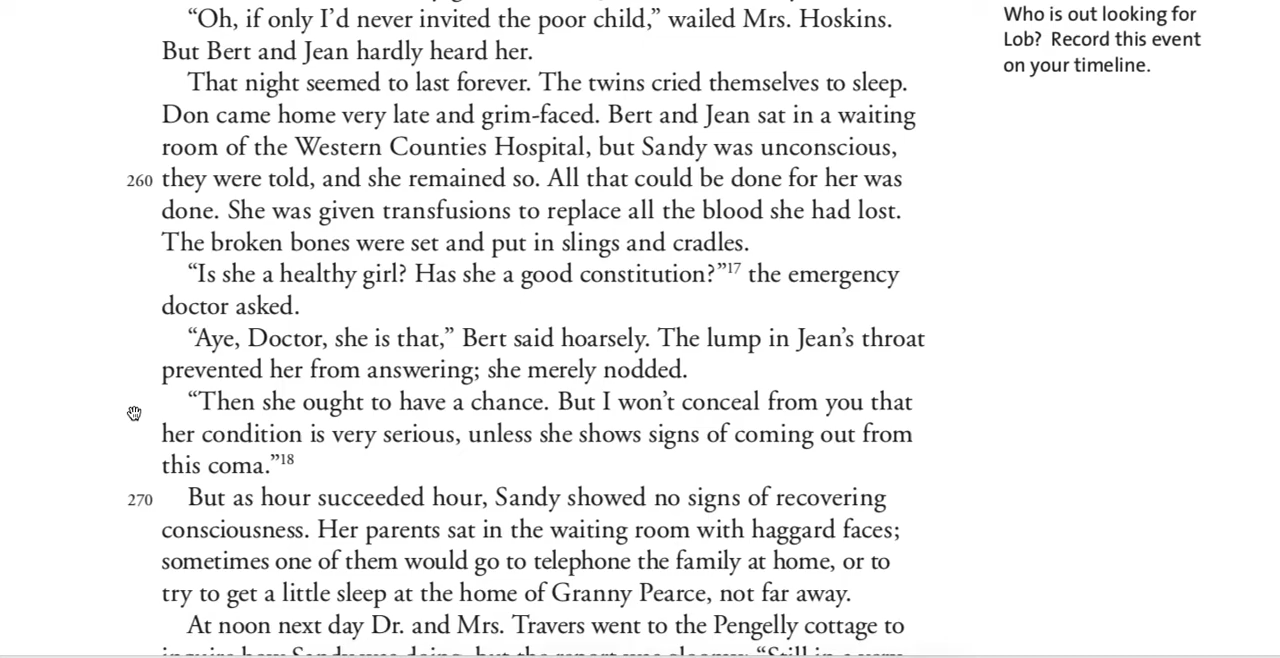 “Oh, if only I’d never invited the poor child,” wailed Mrs. Hoskins.
But Bert and Jean hardly heard her.
That night seemed to last forever. The twins cried themselves to sleep.
Don came home very late and grim-faced. Bert and Jean sat in a waiting
room of the Western Counties Hospital, but Sandy was unconscious,
260 they were told, and she remained so. All that could be done for her was
done. She was given transfusions to replace all the blood she had lost.
The broken bones were set and put in slings and cradles.
“Is she a healthy girl? Has she a good constitution?”17 the emergency
doctor asked.
“Aye, Doctor, she is that,” Bert said hoarsely. The lump in Jean’s throat
prevented her from answering; she merely nodded.
“Then she ought to have a chance. But I won’t conceal from you that
her condition is very serious, unless she shows signs of coming out from
this coma.”18
270 But as hour succeeded hour, Sandy showed no signs of recovering
consciousness. Her parents sat in the waiting room with haggard faces;
sometimes one of them would go to telephone the family at home, or to
try to get a little sleep at the home of Granny Pearce, not far away.
At noon next day Dr. and Mrs. Travers went to the Pengelly cottage to
Who is out looking for
Lob? Record this event
on your timeline.